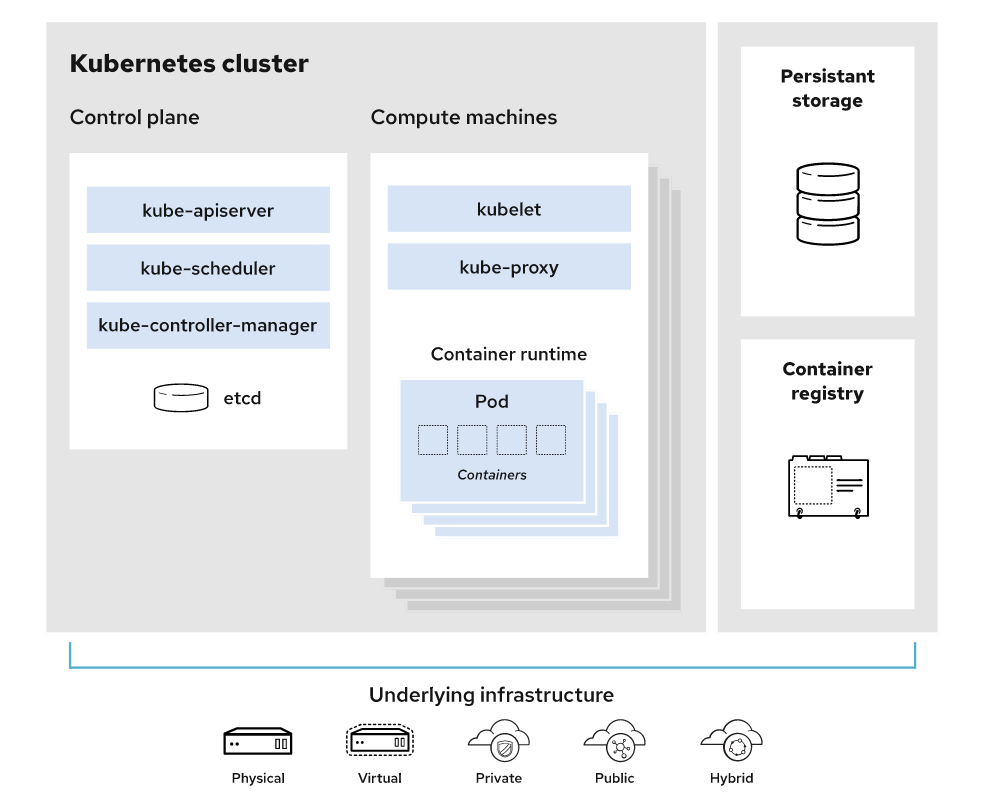 Kubernetes cluster
Control plane
kube-apiserver
kube-scheduler
kube-controller-manager
etcd
Compute machines
kubelet
kube-proxy
Container runtime
Pod
Containers
Persistant
storage
Container
registry
Underlying infrastructure
Physical
Virtual
Private
Public
Hybrid